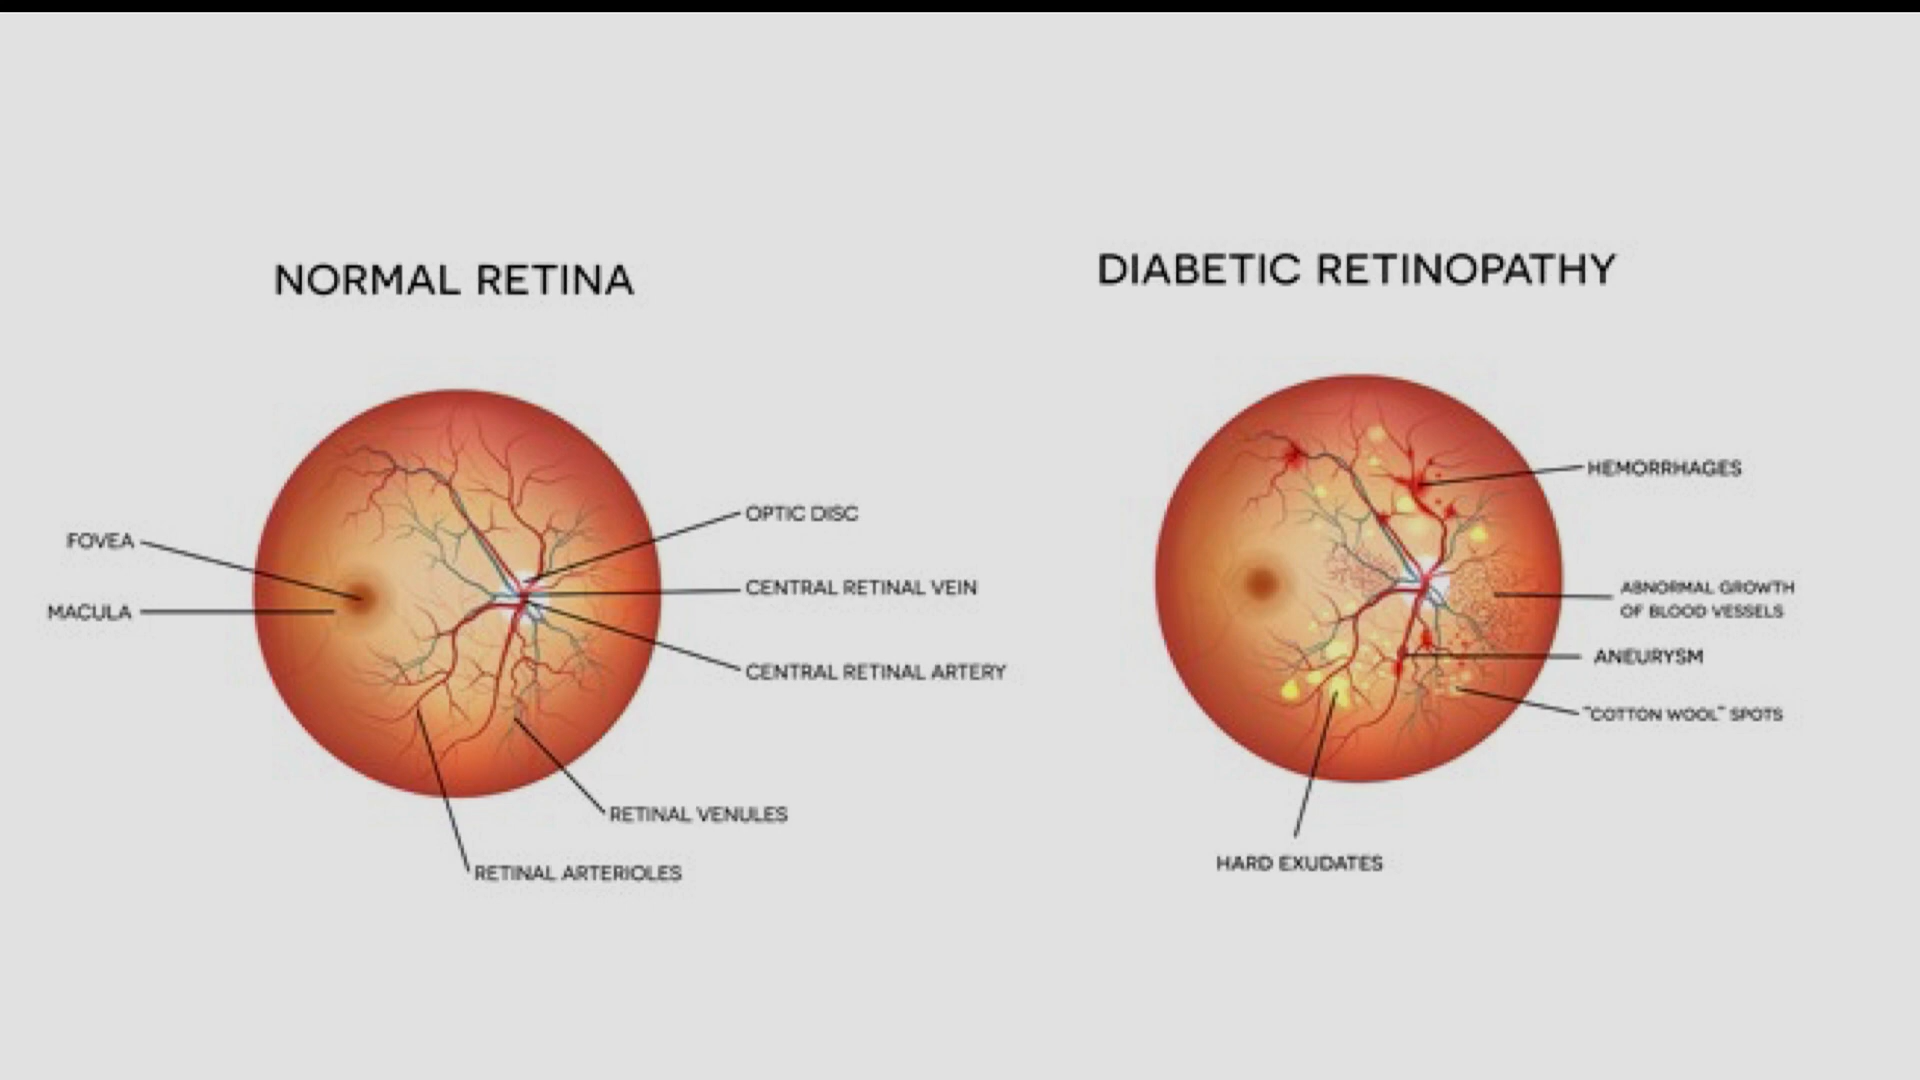 NORMAL RETINA
FOVEA
MACULA
OPTIC DISC
CENTRAL RETINAL VEIN
CENTRAL RETINAL ARTERY
RETINAL VENULES
RETINAL ARTERIOLES
DIABETIC RETINOPATHY
HEMORRHAGES
ABNORMAL GROWTH
OF BLOOD VESSELS
ANEURYSM
"COTTON WOOL" SPOTS
HARD EXUDATES